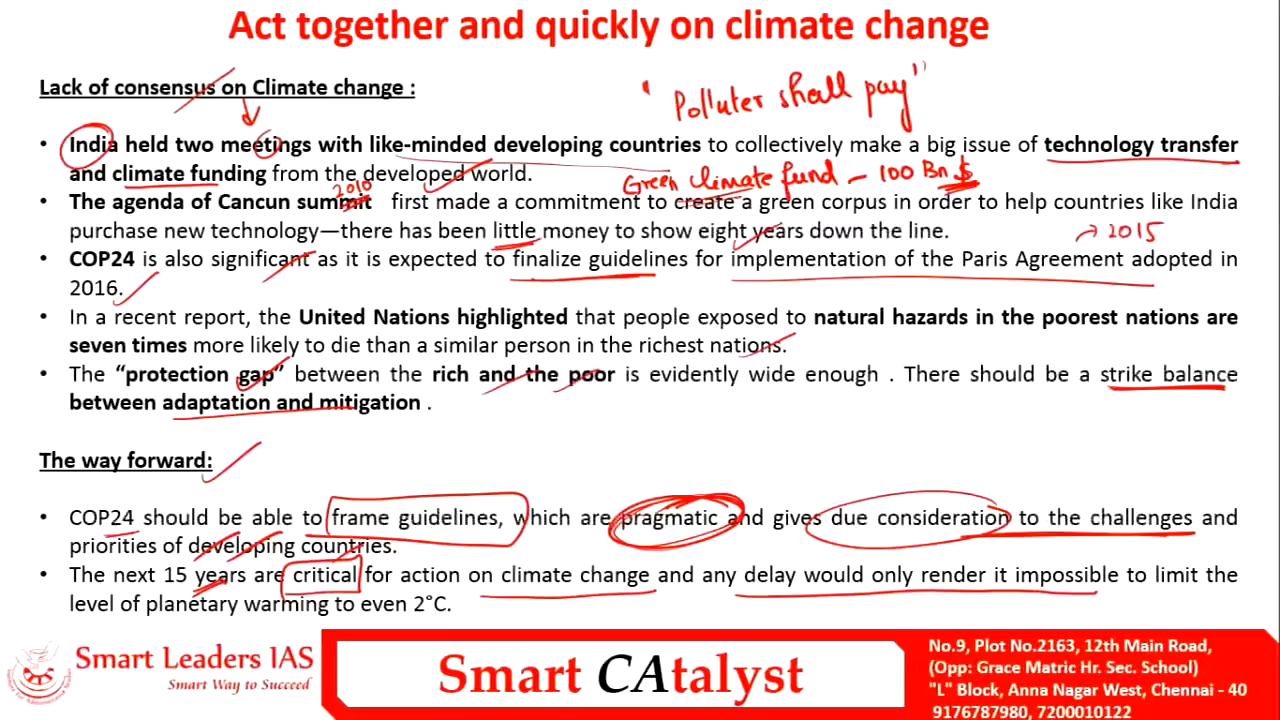 Act together and quickly on climate change
Lack of consensus on Climate change :
"Polluter shall pay"
• India held two meetings with like-minded developing countries to collectively make a big issue of technology transfer
and climate funding from the developed world.
Green climate fund – 100 Bn $
2010
• The agenda of Cancun summit first made a commitment to create a green corpus in order to help countries like India
purchase new technology—there has been little money to show eight years down the line.
→ 2015
• COP24 is also significant as it is expected to finalize guidelines for implementation of the Paris Agreement adopted in
2016.
• In a recent report, the United Nations highlighted that people exposed to natural hazards in the poorest nations are
seven times more likely to die than a similar person in the richest nations.
• The “protection gap” between the rich and the poor is evidently wide enough . There should be a strike balance
between adaptation and mitigation .
The way forward:
• COP24 should be able to frame guidelines, which are pragmatic and gives due consideration to the challenges and
priorities of developing countries.
• The next 15 years are critical for action on climate change and any delay would only render it impossible to limit the
level of planetary warming to even 2°C.
Smart Leaders IAS
Smart Way to Succeed
Smart CAtalyst
No.9, Plot No.2163, 12th Main Road,
(Opp: Grace Matric Hr. Sec. School)
"L" Block, Anna Nagar West, Chennai - 40
9176787980, 7200010122